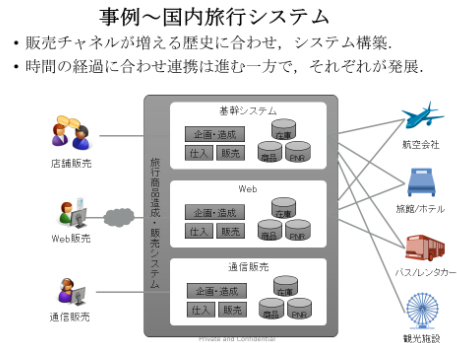 事例～国内旅行システム
• 販売チャネルが増える歴史に合わせ，システム構築．
• 時間の経過に合わせ連携は進む一方で，それぞれが発展．
店舗販売
Web販売
通信販売
旅行商品造成・販売システム
基幹システム
企画・造成
仕入
販売
在庫
商品
PNR
Web
企画・造成
仕入
販売
在庫
商品
PNR
通信販売
企画・造成
仕入
販売
在庫
商品
PNR
航空会社
旅館/ホテル
バス/レンタカー
観光施設
Private and Confidential